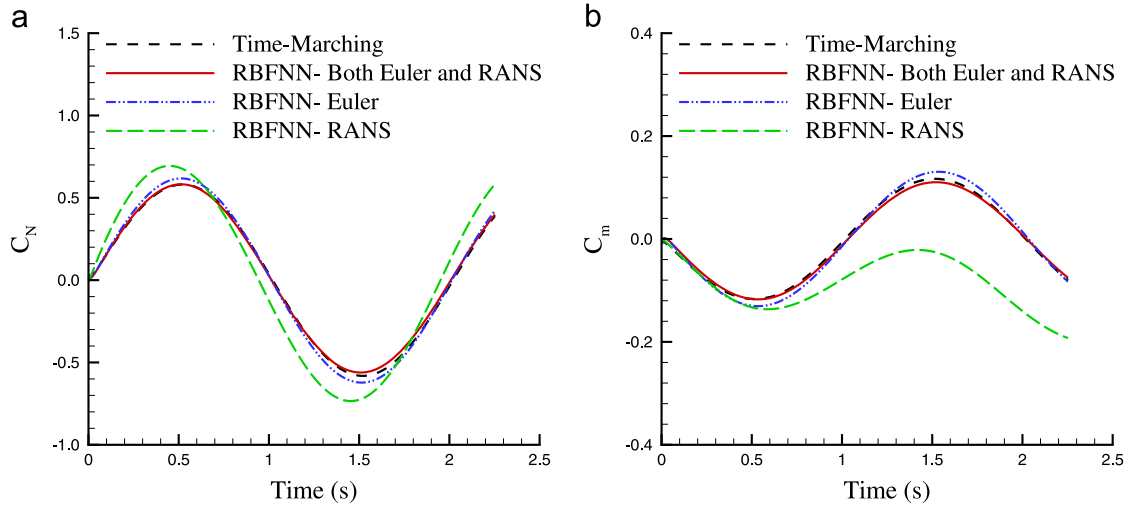 a
1.5
1.0
0.5
0.0
-0.5
-1.0
C_N
0
0.5
1
1.5
2
2.5
Time (s)
Time-Marching
RBFNN- Both Euler and RANS
RBFNN- Euler
RBFNN- RANS
b
0.4
0.2
0.0
-0.2
-0.4
C_m
0
0.5
1
1.5
2
2.5
Time (s)
Time-Marching
RBFNN- Both Euler and RANS
RBFNN- Euler
RBFNN- RANS